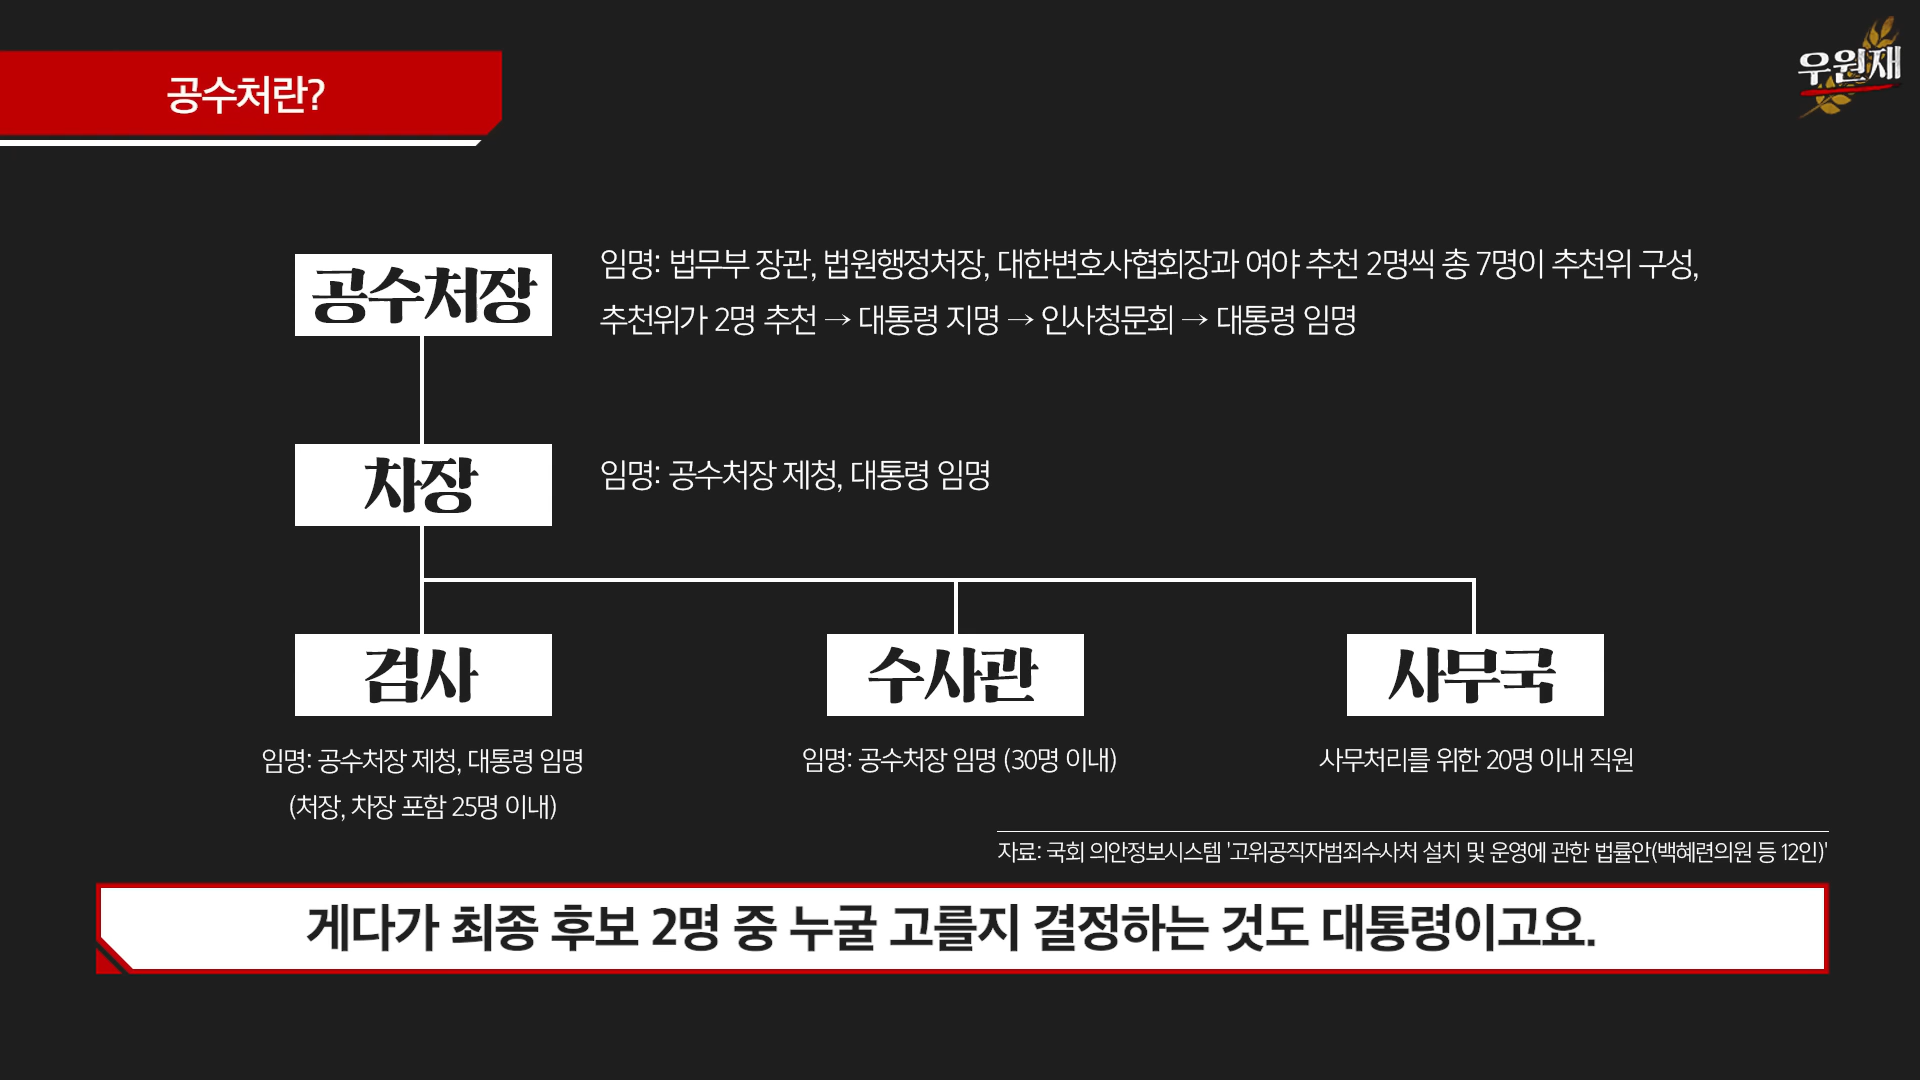 공수처란?
우원재
공수처장
임명: 법무부 장관, 법원행정처장, 대한변호사협회장과 여야 추천 2명씩 총 7명이 추천위 구성,
추천위가 2명 추천 → 대통령 지명 → 인사청문회 → 대통령 임명
차장
임명: 공수처장 제청, 대통령 임명
검사
임명: 공수처장 제청, 대통령 임명
(처장, 차장 포함 25명 이내)
수사관
임명: 공수처장 임명 (30명 이내)
사무국
사무처리를 위한 20명 이내 직원
자료: 국회 의안정보시스템 '고위공직자범죄수사처 설치 및 운영에 관한 법률안(백혜련의원 등 12인)'
게다가 최종 후보 2명 중 누굴 고를지 결정하는 것도 대통령이고요.